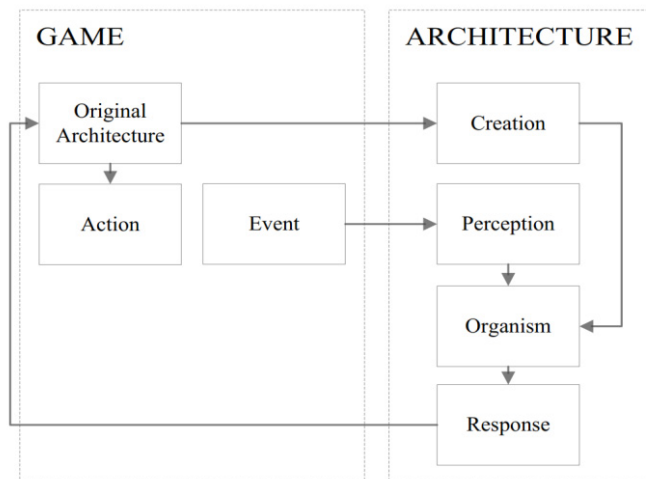 GAME
ARCHITECTURE
Original
Architecture
Creation
Action
Event
Perception
Organism
Response